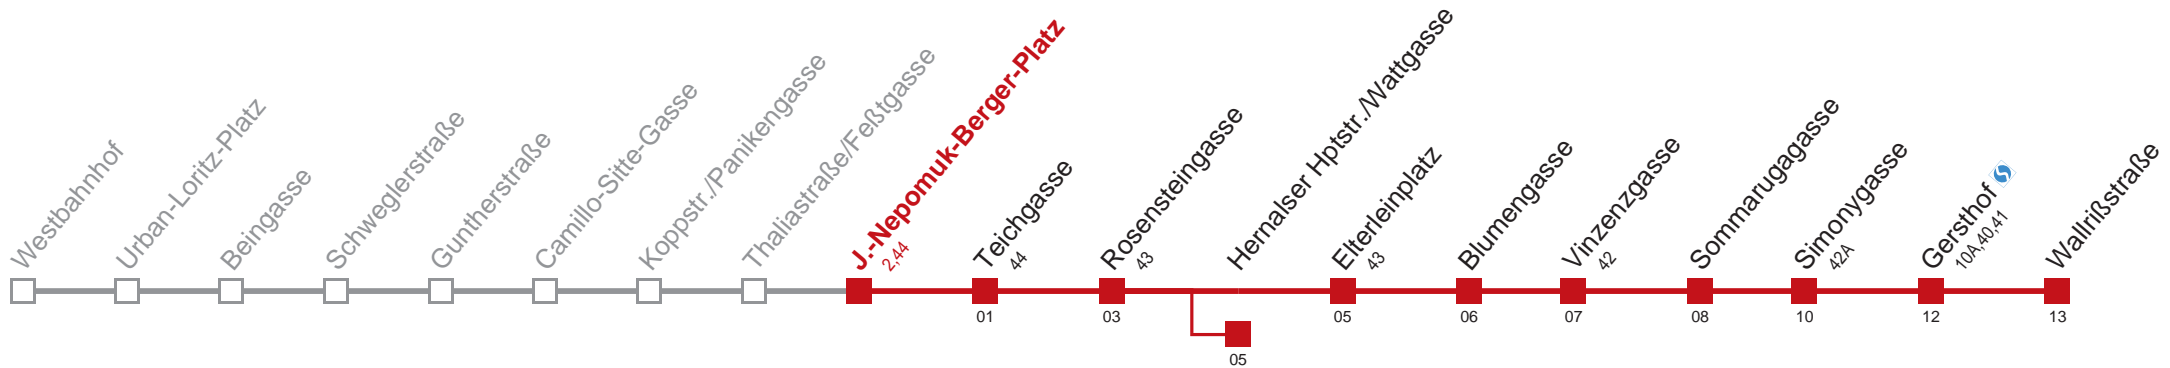 Westbahnhof
Urban-Loritz-Platz
Beingasse
Schweglerstraße
Guntherstraße
Camillo-Sitte-Gasse
Koppstr./Panikengasse
Thaliastraße/Feßtgasse
J.-Nepomuk-Berger-Platz
2,44
Teichgasse
44
01
Rosensteingasse
43
03
Hernalser Hptstr./Wattgasse
05
Elterleinplatz
43
05
Blumengasse
06
Vinzenzgasse
42
07
Sommarugagasse
08
Simonygasse
42A
10
Gersthof
10A,40,41
12
Wallrißstraße
13